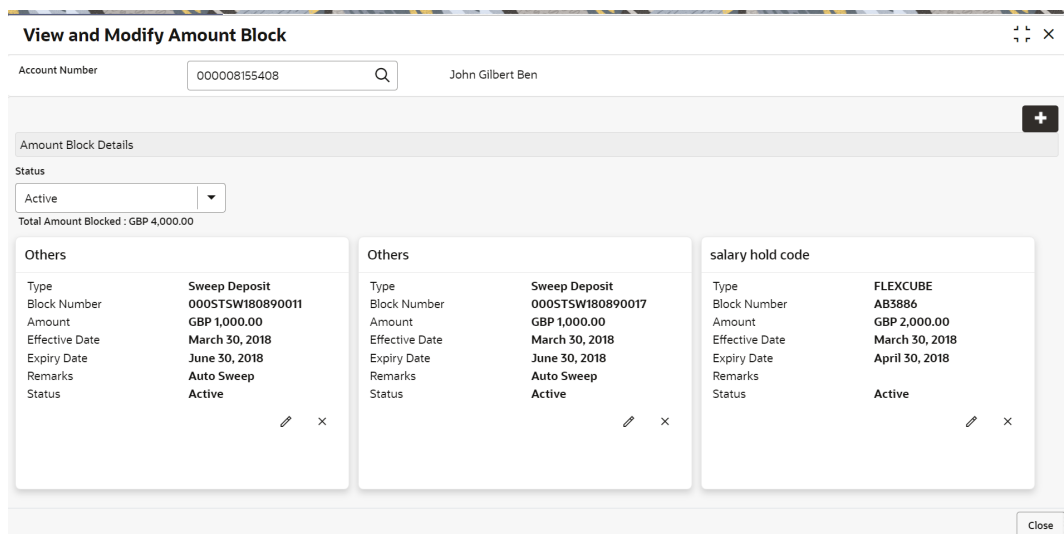 View and Modify Amount Block
Account Number
000008155408
John Gilbert Ben
Amount Block Details
Status
Active
Total Amount Blocked : GBP 4,000.00
Others
Type Sweep Deposit
Block Number 000STSW180890011
Amount GBP 1,000.00
Effective Date March 30, 2018
Expiry Date June 30, 2018
Remarks Auto Sweep
Status Active
Others
Type Sweep Deposit
Block Number 000STSW180890017
Amount GBP 1,000.00
Effective Date March 30, 2018
Expiry Date June 30, 2018
Remarks Auto Sweep
Status Active
salary hold code
Type FLEXCUBE
Block Number AB3886
Amount GBP 2,000.00
Effective Date March 30, 2018
Expiry Date April 30, 2018
Remarks
Status Active
Close